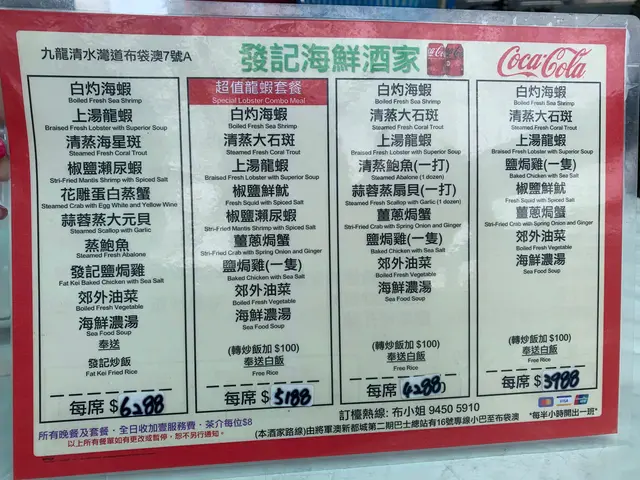 九龍清水灣道布袋澳7號A
發記海鮮酒家
Coca-Cola
白灼海蝦
Boiled Fresh Sea Shrimp
上湯龍蝦
Braised Fresh Lobster with Superior Soup
清蒸海星斑
Steamed Fresh Coral Trout
椒鹽瀨尿蝦
Stri-Fried Mantis Shrimp with Spiced Salt
花雕蛋白蒸蟹
Steamed Crab with Egg White and Yellow Wine
蒜蓉蒸大元貝
Steamed Scallop with Garlic
蒸鮑魚
Steamed Fresh Abalone
發記鹽焗雞
Fat Kei Baked Chicken with Sea Salt
郊外油菜
Boiled Fresh Vegetable
海鮮濃湯
Sea Food Soup
奉送
發記炒飯
Fat Kei Fried Rice
每席 $6288
超值龍蝦套餐
Special Lobster Combo Meal
白灼海蝦
Boiled Fresh Sea Shrimp
清蒸大石斑
Steamed Fresh Coral Trout
上湯龍蝦
Braised Fresh Lobster with Superior Soup
椒鹽鮮魷
Fresh Squid with Spiced Salt
椒鹽瀨尿蝦
Stri-Fried Mantis Shrimp with Spiced Salt
薑蔥焗蟹
Stri-Fried Crab with Spring Onion and Ginger
鹽焗雞(一隻)
Baked Chicken with Sea Salt
郊外油菜
Boiled Fresh Vegetable
海鮮濃湯
Sea Food Soup
(轉炒飯加 $100)
奉送白飯
Free Rice
每席 $5188
白灼海蝦
Boiled Fresh Sea Shrimp
清蒸大石斑
Steamed Fresh Coral Trout
上湯龍蝦
Braised Fresh Lobster with Superior Soup
清蒸鮑魚(一打)
Steamed Abalone (1 dozen)
蒜蓉蒸扇貝(一打)
Steamed Fresh Scallop with Garlic (1 dozen)
薑蔥焗蟹
Stri-Fried Crab with Spring Onion and Ginger
鹽焗雞(一隻)
Baked Chicken with Sea Salt
郊外油菜
Boiled Fresh Vegetable
海鮮濃湯
Sea Food Soup
(轉炒飯加 $100)
奉送白飯
Free Rice
每席 $4288
白灼海蝦
Boiled Fresh Sea Shrimp
清蒸大石斑
Steamed Fresh Coral Trout
上湯龍蝦
Braised Fresh Lobster with Superior Soup
鹽焗雞(一隻)
Baked Chicken with Sea Salt
椒鹽鮮魷
Fresh Squid with Spiced Salt
薑蔥焗蟹
Stri-Fried Crab with Spring Onion and Ginger
郊外油菜
Boiled Fresh Vegetable
海鮮濃湯
Sea Food Soup
(轉炒飯加 $100)
奉送白飯
Free Rice
每席 $3988
所有晚餐及套餐．全日收加壹服務費．茶介每位$8
以上所有餐單如有更改或暫停，恕不另行通知。
訂檯熱線: 布小姐 9450 5910
VISA
*每半小時開出一班*
(本酒家路線)由將軍澳新都城第二期巴士總站有16號專線小巴至布袋澳